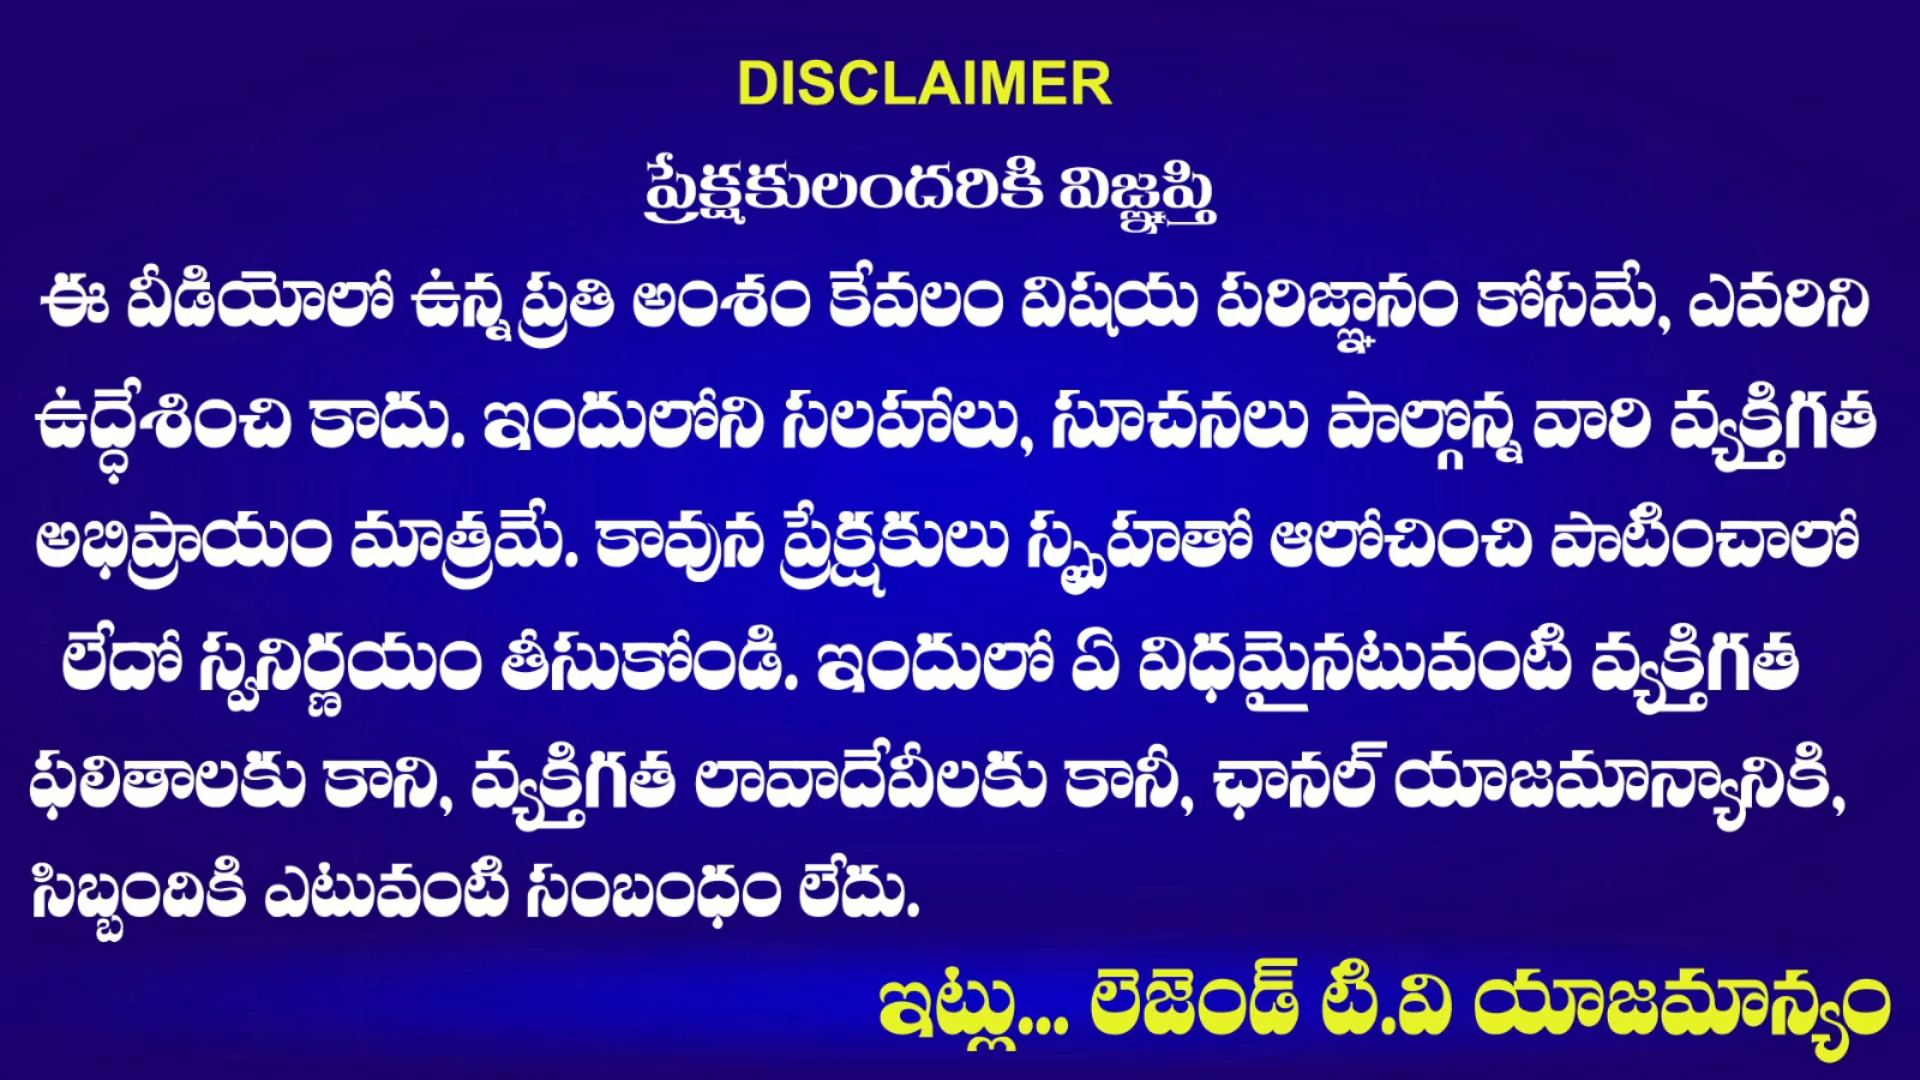 DISCLAIMER
ప్రేక్షకులందరికి విజ్ఞప్తి
ఈ వీడియోలో ఉన్న ప్రతి అంశం కేవలం విషయ పరిజ్ఞానం కోసమే, ఎవరిని
ఉద్ధేశించి కాదు. ఇందులోని సలహాలు, సూచనలు పాల్గొన్న వారి వ్యక్తిగత
అభిప్రాయం మాత్రమే. కావున ప్రేక్షకులు స్పృహతో ఆలోచించి పాటించాలో
లేదో స్వనిర్ణయం తీసుకోండి. ఇందులో ఏ విధమైనటువంటి వ్యక్తిగత
ఫలితాలకు కాని, వ్యక్తిగత లావాదేవీలకు కానీ, ఛానల్ యాజమాన్యానికి,
సిబ్బందికి ఎటువంటి సంబంధం లేదు.
ఇట్లు... లెజెండ్ టి.వి యాజమాన్యం